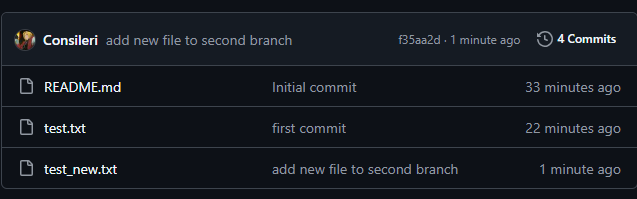 Consileri add new file to second branch f35aa2d · 1 minute ago 4 Commits
README.md Initial commit 33 minutes ago
test.txt first commit 22 minutes ago
test_new.txt add new file to second branch 1 minute ago